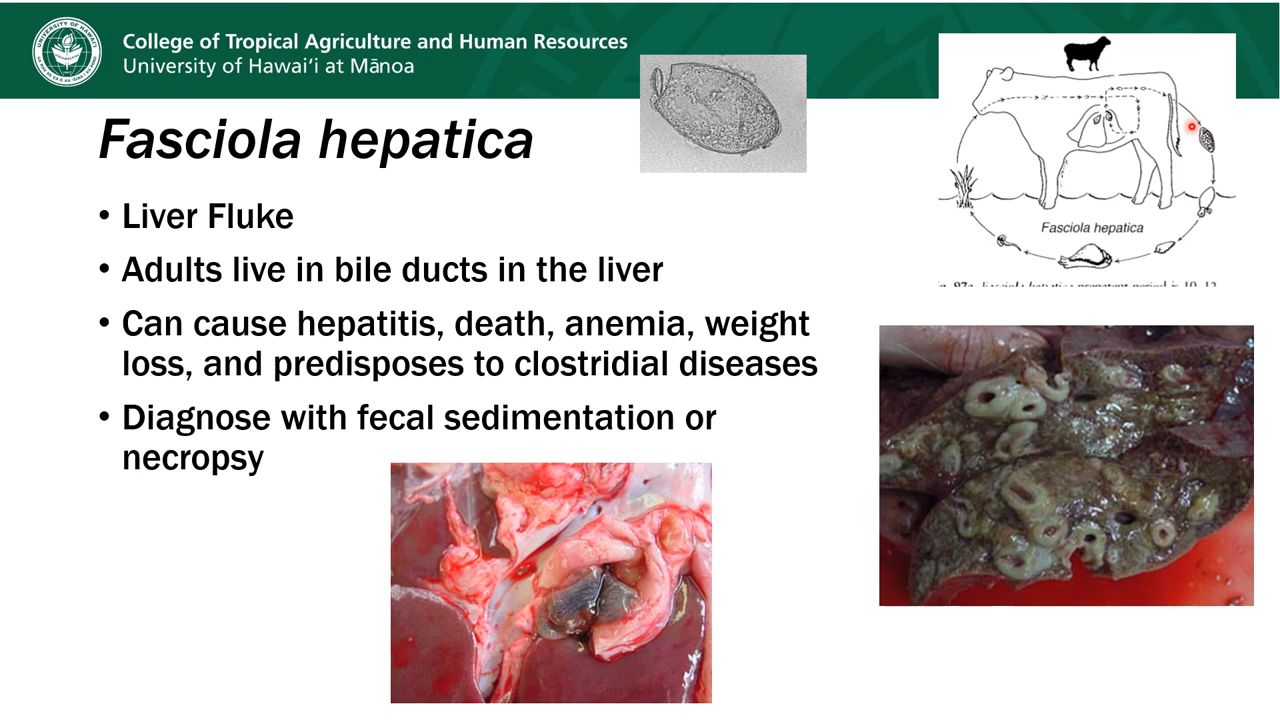 College of Tropical Agriculture and Human Resources
University of Hawai‘i at Mānoa
Fasciola hepatica
• Liver Fluke
• Adults live in bile ducts in the liver
• Can cause hepatitis, death, anemia, weight
loss, and predisposes to clostridial diseases
• Diagnose with fecal sedimentation or
necropsy
Fasciola hepatica